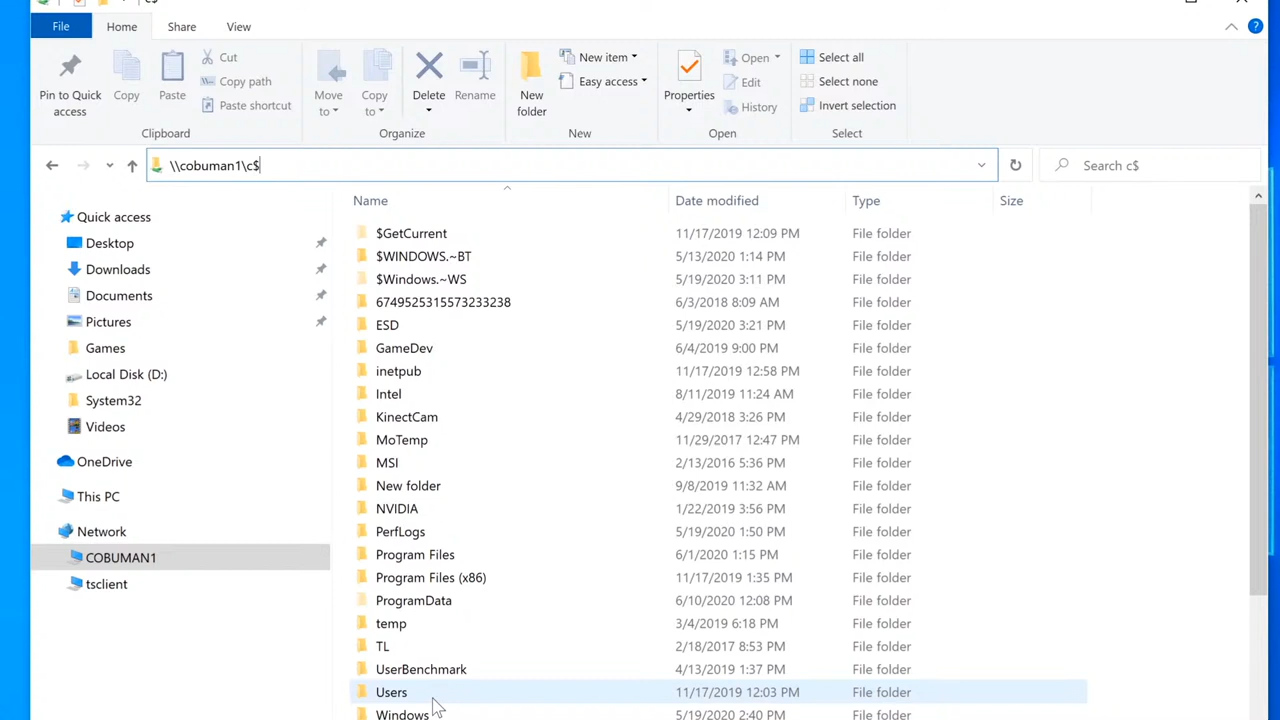 c$
File Home Share View
Pin to Quick access
Copy
Paste
Cut
Copy path
Paste shortcut
Clipboard
Move to
Copy to
Delete
Rename
Organize
New folder
New item
Easy access
New
Properties
Open
Edit
History
Open
Select all
Select none
Invert selection
Select
\\cobuman1\c$
Search c$
Quick access
Desktop
Downloads
Documents
Pictures
Games
Local Disk (D:)
System32
Videos
OneDrive
This PC
Network
COBUMAN1
tsclient
Name Date modified Type Size
$GetCurrent 11/17/2019 12:09 PM File folder
$WINDOWS.~BT 5/13/2020 1:14 PM File folder
$Windows.~WS 5/19/2020 3:11 PM File folder
6749525315573233238 6/3/2018 8:09 AM File folder
ESD 5/19/2020 3:21 PM File folder
GameDev 6/4/2019 9:00 PM File folder
inetpub 11/17/2019 12:58 PM File folder
Intel 8/11/2019 11:24 AM File folder
KinectCam 4/29/2018 3:26 PM File folder
MoTemp 11/29/2017 12:47 PM File folder
MSI 2/13/2016 5:36 PM File folder
New folder 9/8/2019 11:32 AM File folder
NVIDIA 1/22/2019 3:56 PM File folder
PerfLogs 5/19/2020 1:50 PM File folder
Program Files 6/1/2020 1:15 PM File folder
Program Files (x86) 11/17/2019 1:35 PM File folder
ProgramData 6/10/2020 12:08 PM File folder
temp 3/4/2019 6:18 PM File folder
TL 2/18/2017 8:53 PM File folder
UserBenchmark 4/13/2019 1:37 PM File folder
Users 11/17/2019 12:03 PM File folder
Windows 5/19/2020 2:40 PM File folder